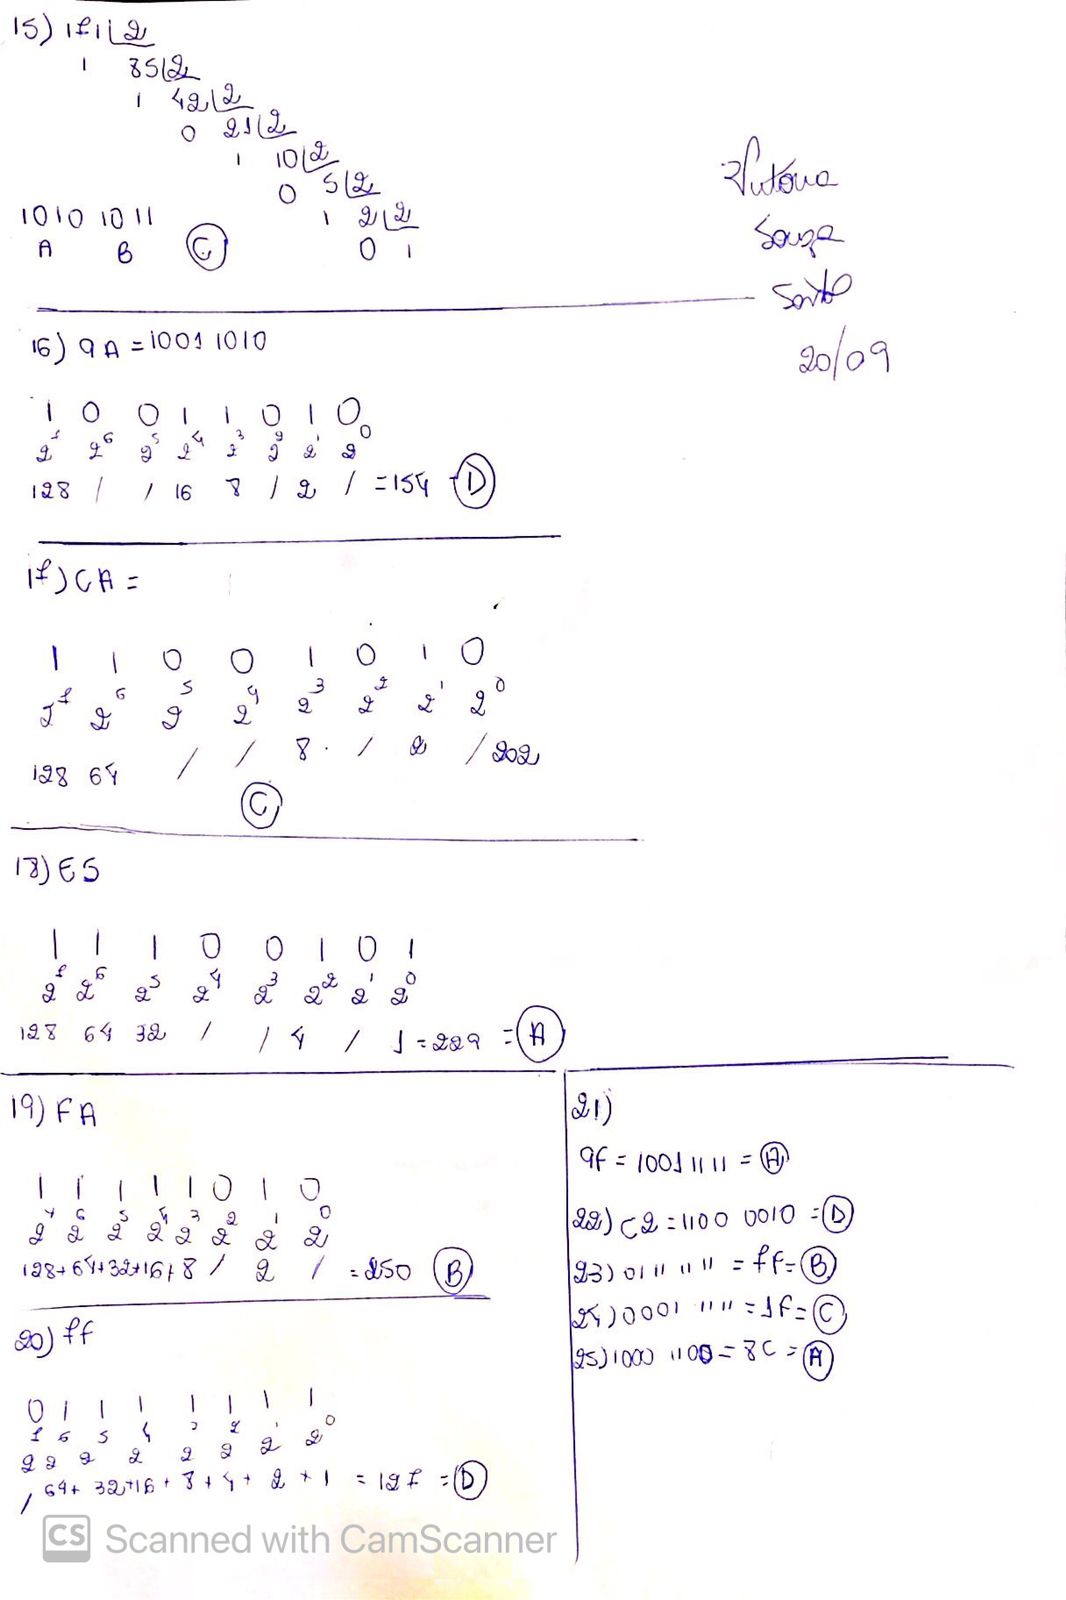 15) 171 2
1 85 2
1 42 2
0 21 2
1 10 2
0 5 2
1 2 2
0 1
1010 1011
A B C
Souza
20/09
16) 9A = 1001 1010
1 0 0 1 1 0 1 0
2^7 2^6 2^5 2^4 2^3 2^2 2^1 2^0
128 / / 16 8 / 2 / = 154 D
17) CA =
1 1 0 0 1 0 1 0
2^7 2^6 2^5 2^4 2^3 2^2 2^1 2^0
128 64 / / 8 / 2 / 202
C
18) E5
1 1 1 0 0 1 0 1
2^7 2^6 2^5 2^4 2^3 2^2 2^1 2^0
128 64 32 / / 4 / 1 = 229 = A
19) FA
1 1 1 1 1 0 1 0
2^7 2^6 2^5 2^4 2^3 2^2 2^1 2^0
128+64+32+16+8 / 2 / = 250 B
20) 7F
0 1 1 1 1 1 1 1
2^7 2^6 2^5 2^4 2^3 2^2 2^1 2^0
/ 64+ 32+16+8+4+2+1 = 127 = D
21)
9F = 1001 1111 = A
22) C2 = 1100 0010 = D
23) 0111 1111 = 7F = B
24) 0001 1111 = 1F = C
25) 1000 1100 = 8C = A
CS Scanned with CamScanner